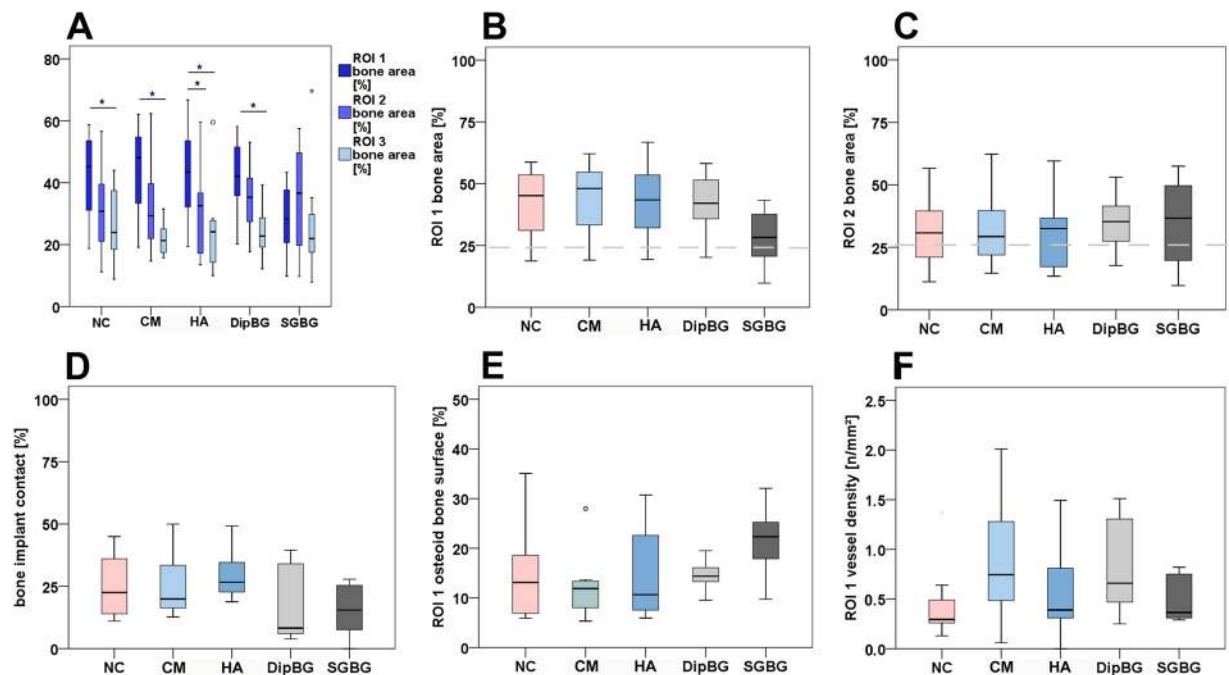 A
80
60
40
20
0
NC CM HA DipBG SGBG
* * * * *
ROI 1
bone area
[%]
ROI 2
bone area
[%]
ROI 3
bone area
[%]
B
ROI 1 bone area [%]
100
75
50
25
0
NC CM HA DipBG SGBG
C
ROI 2 bone area [%]
100
75
50
25
0
NC CM HA DipBG SGBG
D
bone implant contact [%]
100
75
50
25
0
NC CM HA DipBG SGBG
E
ROI 1 osteoid bone surface [%]
50
40
30
20
10
0
NC CM HA DipBG SGBG
F
ROI 1 vessel density [n/mm²]
2.5
2.0
1.5
1.0
0.5
0.0
NC CM HA DipBG SGBG